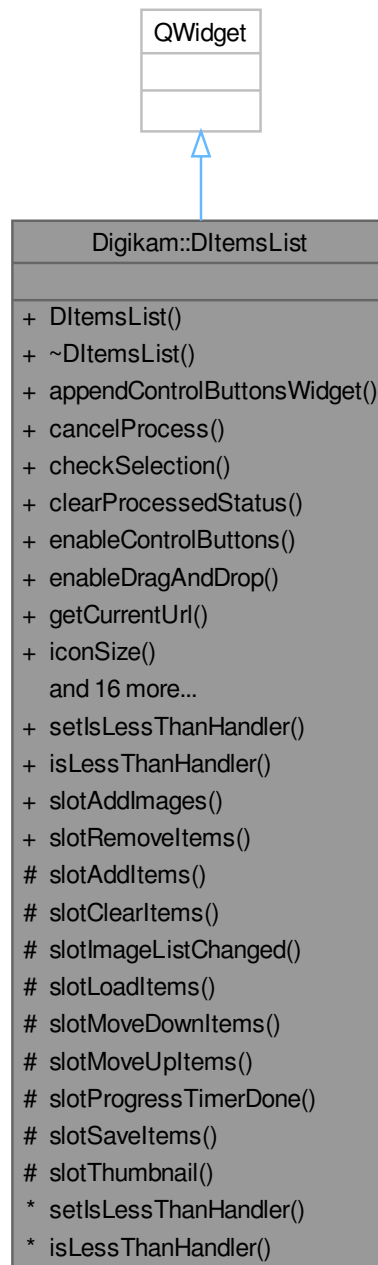 QWidget
Digikam::DItemsList
+ DItemsList()
+ ~DItemsList()
+ appendControlButtonsWidget()
+ cancelProcess()
+ checkSelection()
+ clearProcessedStatus()
+ enableControlButtons()
+ enableDragAndDrop()
+ getCurrentUrl()
+ iconSize()
and 16 more...
+ setIsLessThanHandler()
+ isLessThanHandler()
+ slotAddImages()
+ slotRemoveItems()
# slotAddItems()
# slotClearItems()
# slotImageListChanged()
# slotLoadItems()
# slotMoveDownItems()
# slotMoveUpItems()
# slotProgressTimerDone()
# slotSaveItems()
# slotThumbnail()
* setIsLessThanHandler()
* isLessThanHandler()